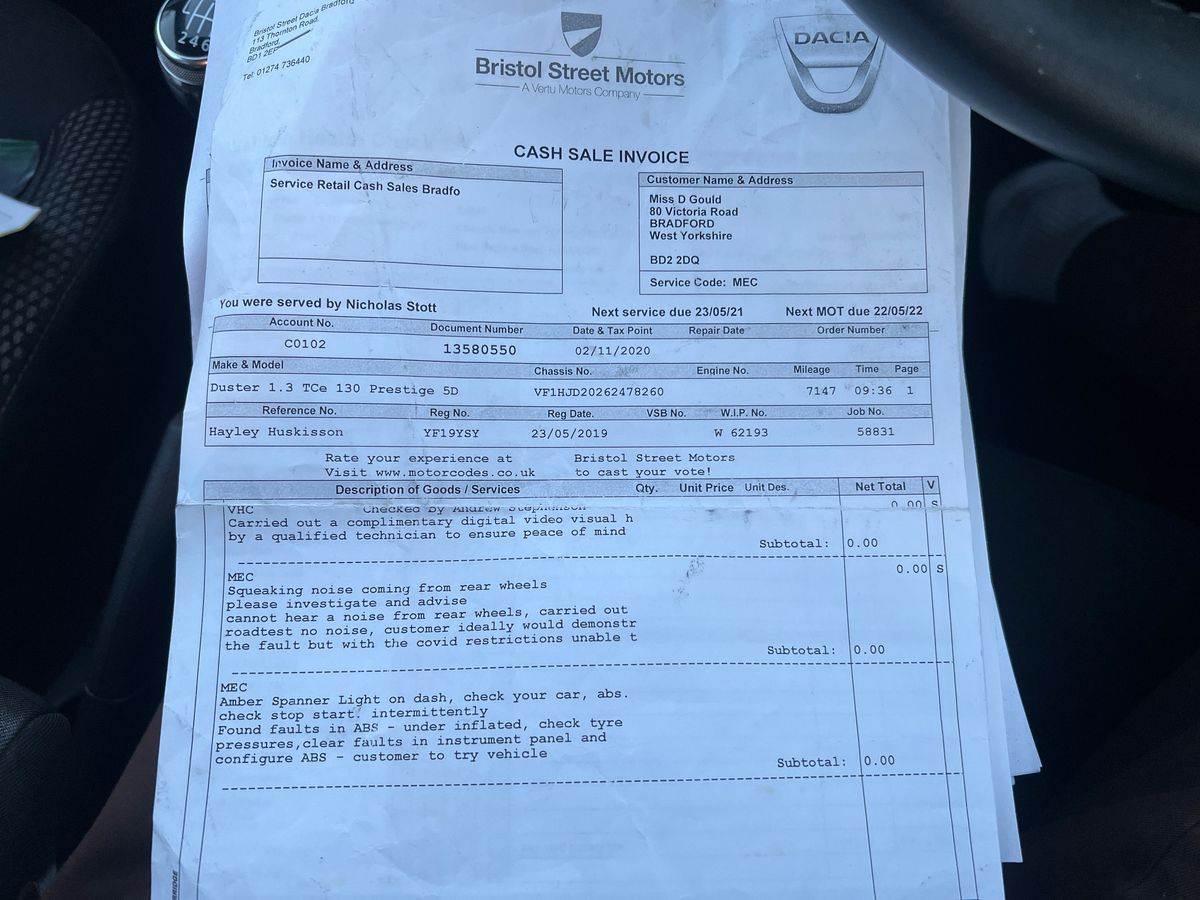 2 4 6
Bristol Street Dacia Bradford
113 Thornton Road,
Bradford,
BD1 2EP
Tel: 01274 736440
Bristol Street Motors
A Vertu Motors Company
DACIA
CASH SALE INVOICE
Invoice Name & Address
Service Retail Cash Sales Bradfo
Customer Name & Address
Miss D Gould
80 Victoria Road
BRADFORD
West Yorkshire
BD2 2DQ
Service Code: MEC
You were served by Nicholas Stott
Next service due 23/05/21 Next MOT due 22/05/22
Account No. Document Number Date & Tax Point Repair Date Order Number
C0102 13580550 02/11/2020
Make & Model Chassis No. Engine No. Mileage Time Page
Duster 1.3 TCe 130 Prestige 5D VF1HJD20262478260 7147 09:36 1
Reference No. Reg No. Reg Date. VSB No. W.I.P. No. Job No.
Hayley Huskisson YF19YSY 23/05/2019 W 62193 58831
Rate your experience at Bristol Street Motors
Visit www.motorcodes.co.uk to cast your vote!
Description of Goods / Services Qty. Unit Price Unit Des. Net Total V
VHC Checked by Andrew 0.00 S
Carried out a complimentary digital video visual h
by a qualified technician to ensure peace of mind
Subtotal: 0.00
MEC 0.00 S
Squeaking noise coming from rear wheels
please investigate and advise
cannot hear a noise from rear wheels, carried out
roadtest no noise, customer ideally would demonstr
the fault but with the covid restrictions unable t
Subtotal: 0.00
MEC
Amber Spanner Light on dash, check your car, abs.
check stop start. intermittently
Found faults in ABS - under inflated, check tyre
pressures,clear faults in instrument panel and
configure ABS - customer to try vehicle
Subtotal: 0.00